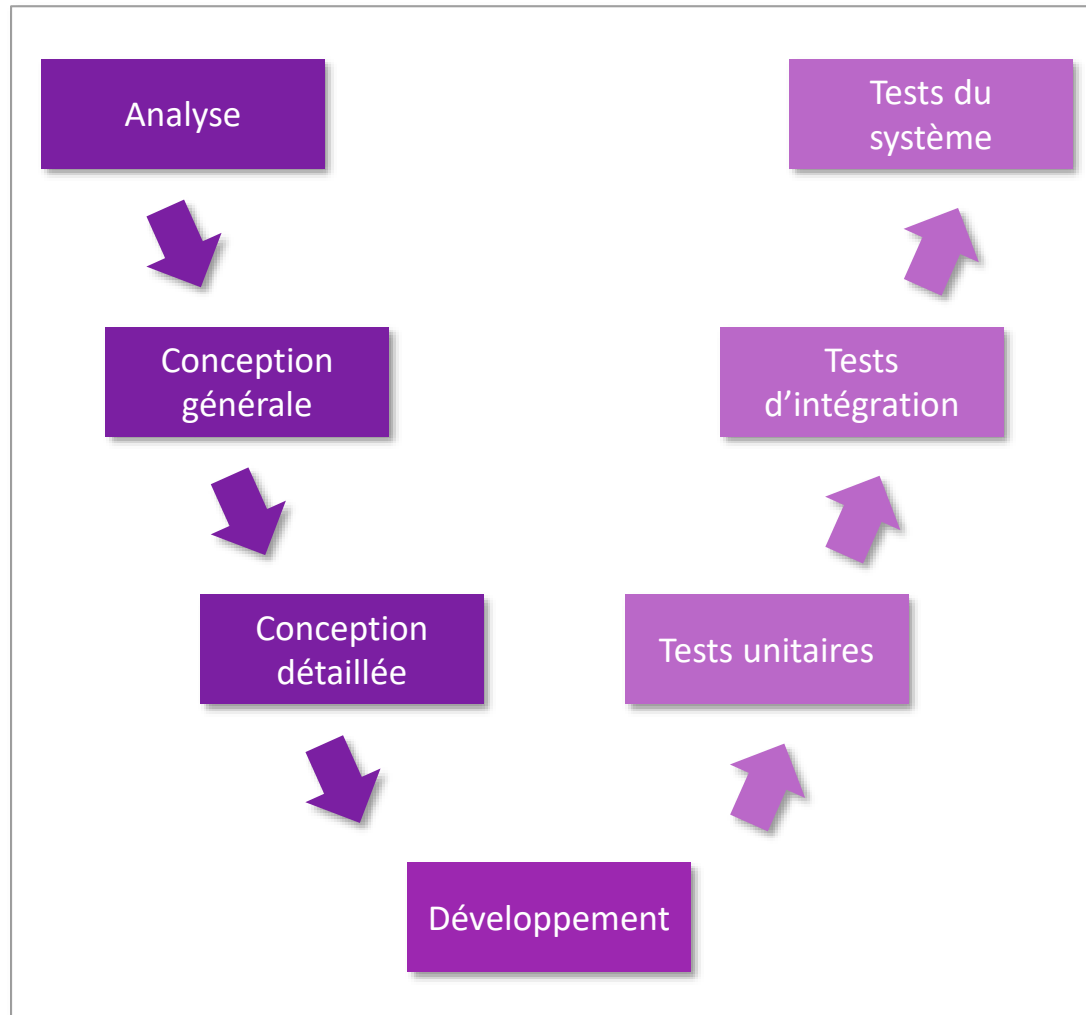 Analyse
Tests du
système
Conception
générale
Tests
d’intégration
Conception
détaillée
Tests unitaires
Développement